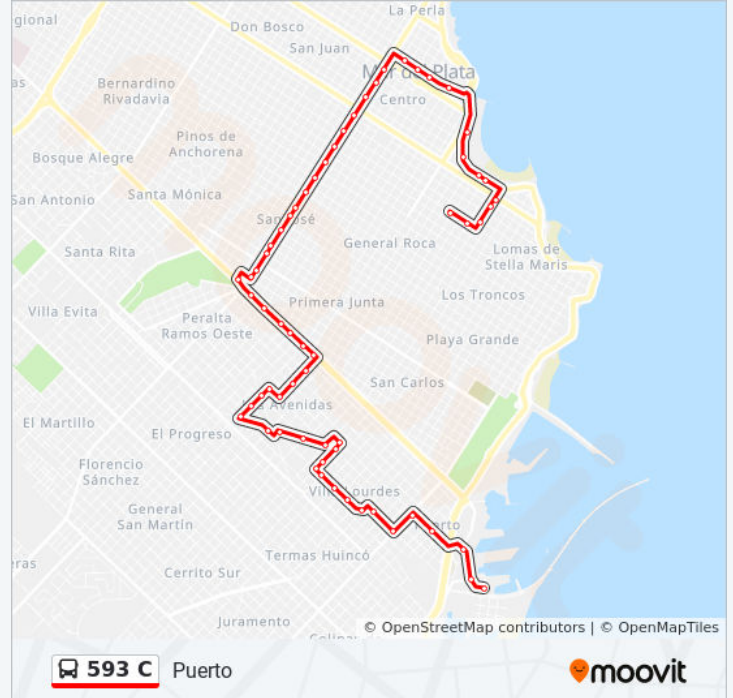 La Perla
gional
Don Bosco
San Juan
Mar del Plata
as
Bernardino
Rivadavia
Centro
Pinos de
Anchorena
Bosque Alegre
Santa Mónica
San Antonio
San José
General Roca
Santa Rita
Lomas de
Stella Maris
Villa Evita
Primera Junta
Los Troncos
Peralta
Ramos Oeste
Playa Grande
San Carlos
Avenidas
El Martillo
El Progreso
Florencio
Sánchez
Villa Lourdes
General
San Martín
Puerto
eras
Termas Huincó
Cerrito Sur
Juramento
Colinas
© OpenStreetMap contributors | © OpenMapTiles
593 C Puerto
moovit